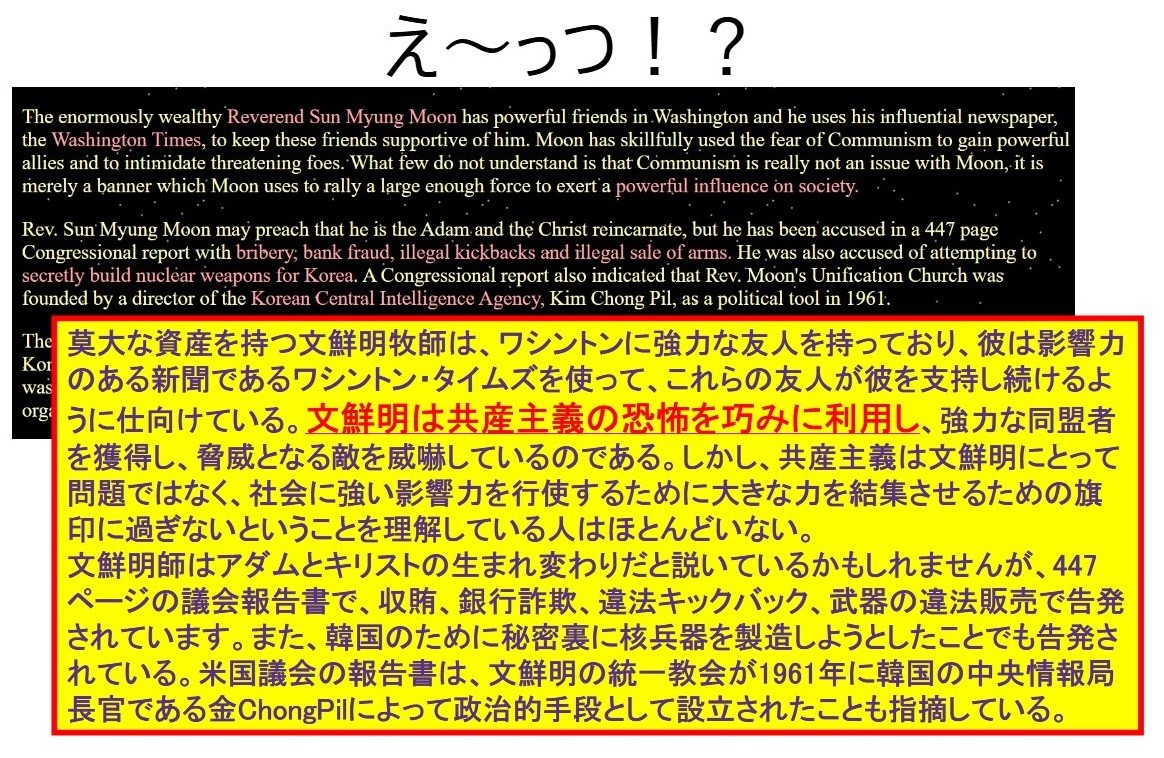 え～っつ！？
The enormously wealthy Reverend Sun Myung Moon has powerful friends in Washington and he uses his influential newspaper,
the Washington Times, to keep these friends supportive of him. Moon has skillfully used the fear of Communism to gain powerful
allies and to intimidate threatening foes. What few do not understand is that Communism is really not an issue with Moon, it is
merely a banner which Moon uses to rally a large enough force to exert a powerful influence on society.
Rev. Sun Myung Moon may preach that he is the Adam and the Christ reincarnate, but he has been accused in a 447 page
Congressional report with bribery, bank fraud, illegal kickbacks and illegal sale of arms. He was also accused of attempting to
secretly build nuclear weapons for Korea. A Congressional report also indicated that Rev. Moon's Unification Church was
founded by a director of the Korean Central Intelligence Agency, Kim Chong Pil, as a political tool in 1961.
The
Kor
was
orga
莫大な資産を持つ文鮮明牧師は、ワシントンに強力な友人を持っており、彼は影響力
のある新聞であるワシントン・タイムズを使って、これらの友人が彼を支持し続けるよ
うに仕向けている。文鮮明は共産主義の恐怖を巧みに利用し、強力な同盟者
を獲得し、脅威となる敵を威嚇しているのである。しかし、共産主義は文鮮明にとって
問題ではなく、社会に強い影響力を行使するために大きな力を結集させるための旗
印に過ぎないということを理解している人はほとんどいない。
文鮮明師はアダムとキリストの生まれ変わりだと説いているかもしれませんが、447
ページの議会報告書で、収賄、銀行詐欺、違法キックバック、武器の違法販売で告発
されています。また、韓国のために秘密裏に核兵器を製造しようとしたことでも告発さ
れている。米国議会の報告書は、文鮮明の統一教会が1961年に韓国の中央情報局
長官である金ChongPilによって政治的手段として設立されたことも指摘している。